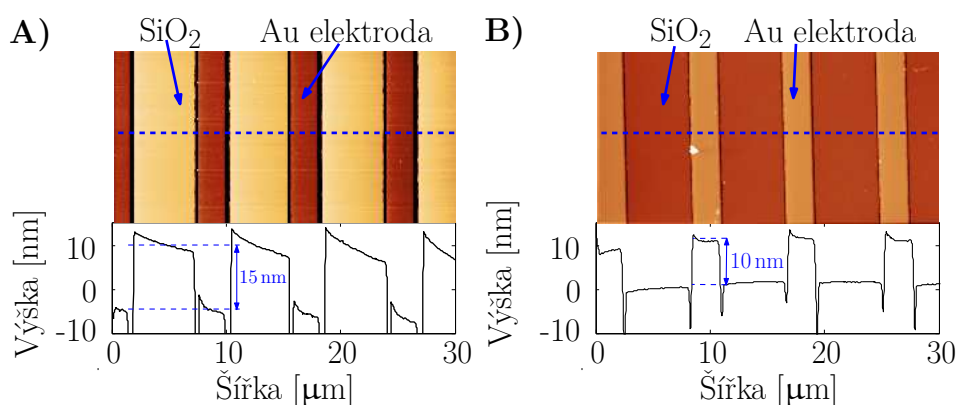 A)
SiO2
Au elektroda
Výška [nm]
10
0
-10
15 nm
0
10
20
30
Šířka [μm]
B)
SiO2
Au elektroda
Výška [nm]
10
0
-10
10 nm
0
10
20
30
Šířka [μm]